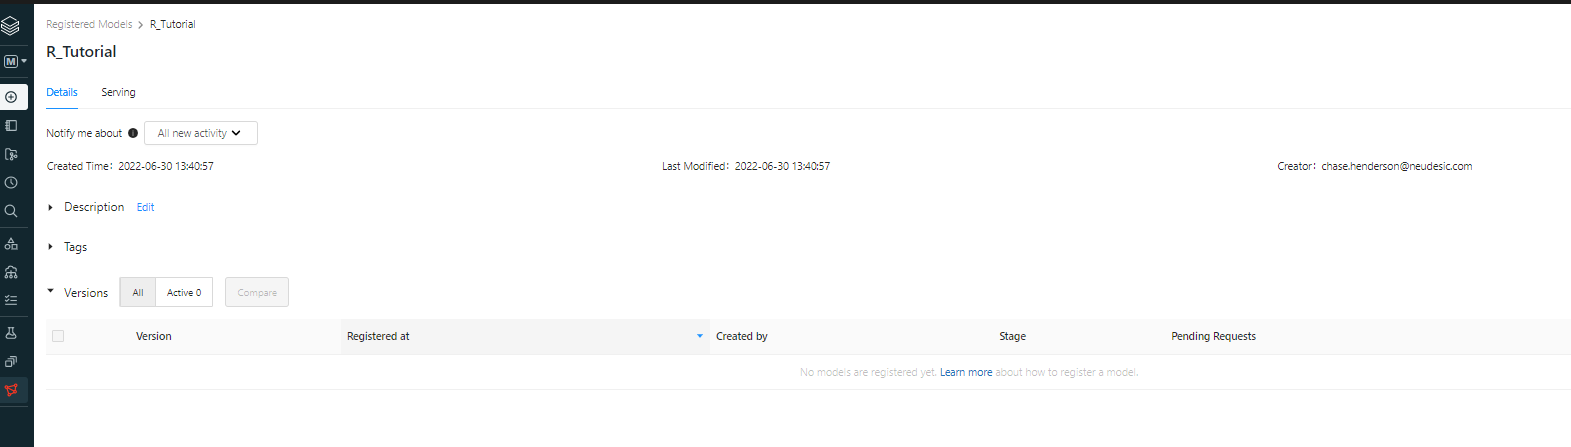 Registered Models > R_Tutorial
M
R_Tutorial
Details Serving
Notify me about All new activity
Created Time: 2022-06-30 13:40:57 Last Modified: 2022-06-30 13:40:57 Creator: chase.henderson@neudesic.com
Description Edit
Tags
Versions All Active 0 Compare
Version Registered at Created by Stage Pending Requests
No models are registered yet. Learn more about how to register a model.